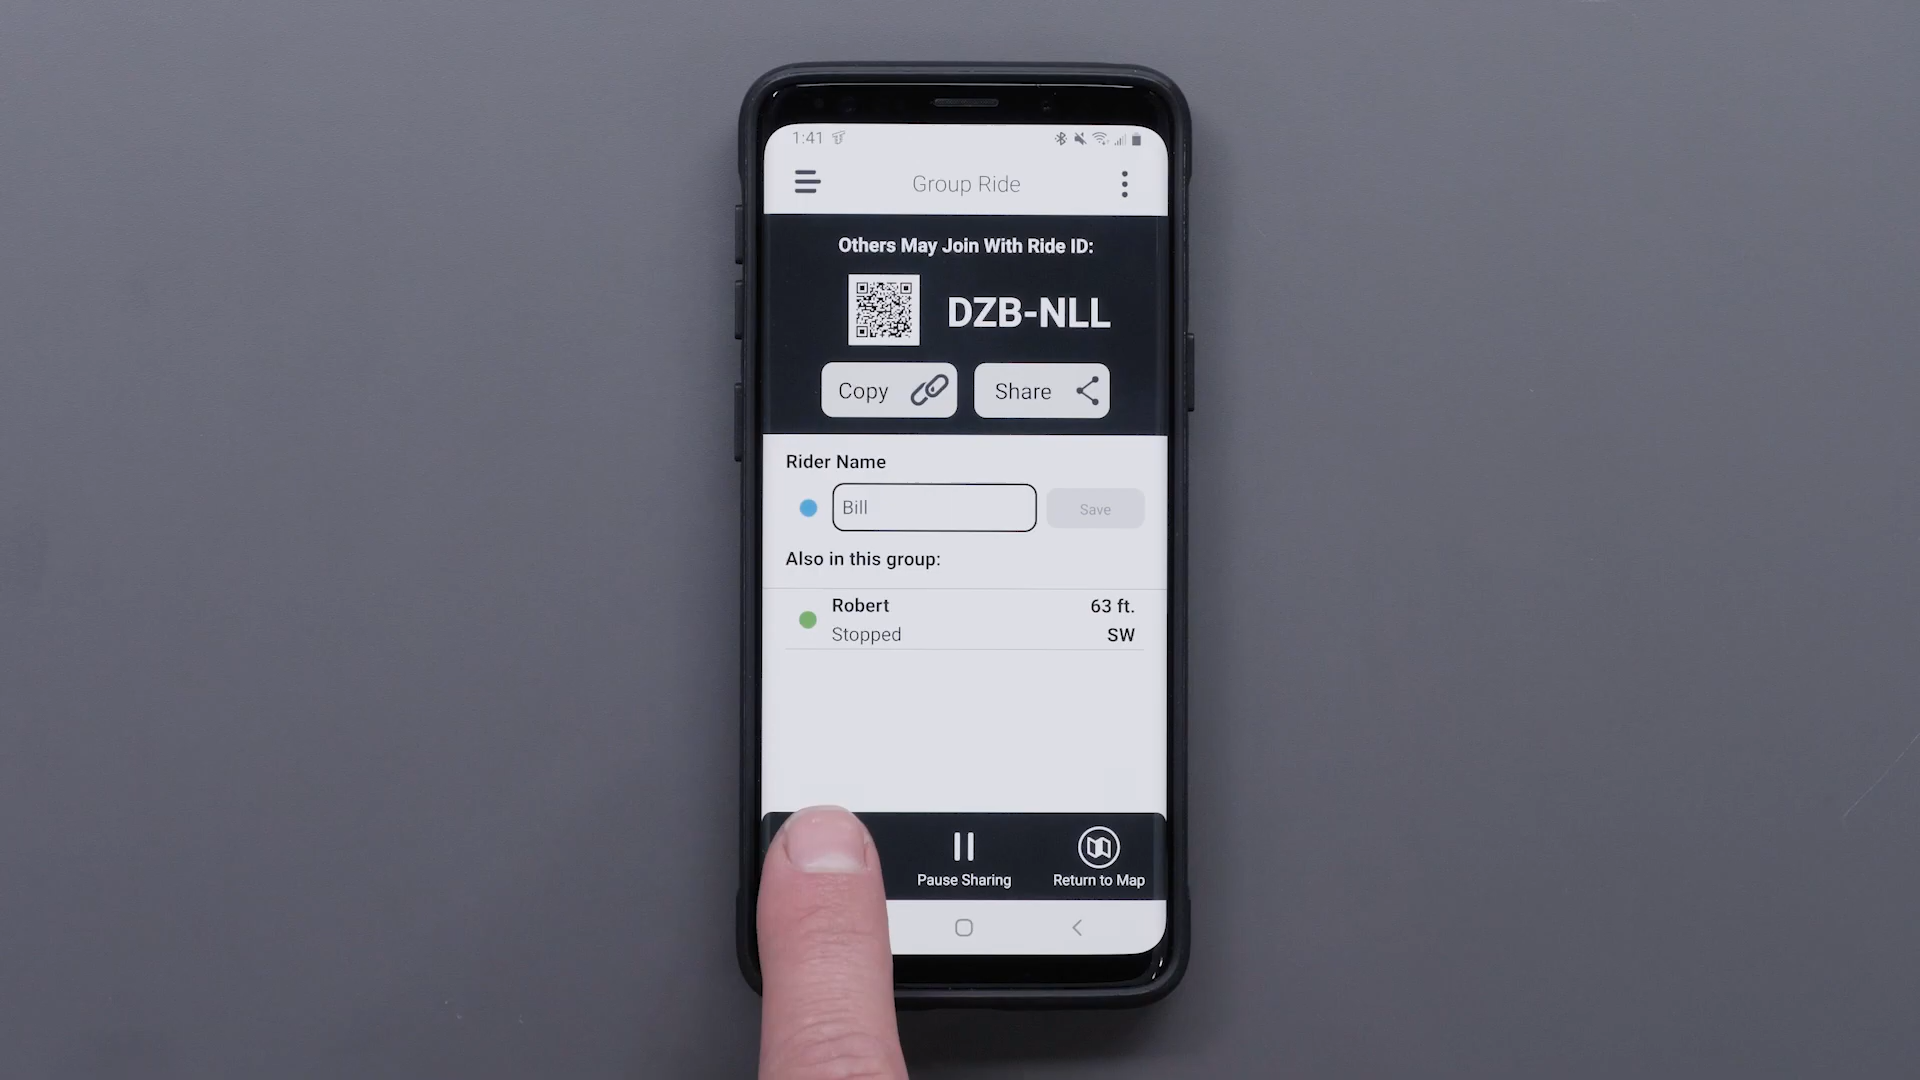 1:41
Group Ride
Others May Join With Ride ID:
DZB-NLL
Copy
Share
Rider Name
Bill
Save
Also in this group:
Robert
63 ft.
Stopped
SW
Pause Sharing
Return to Map